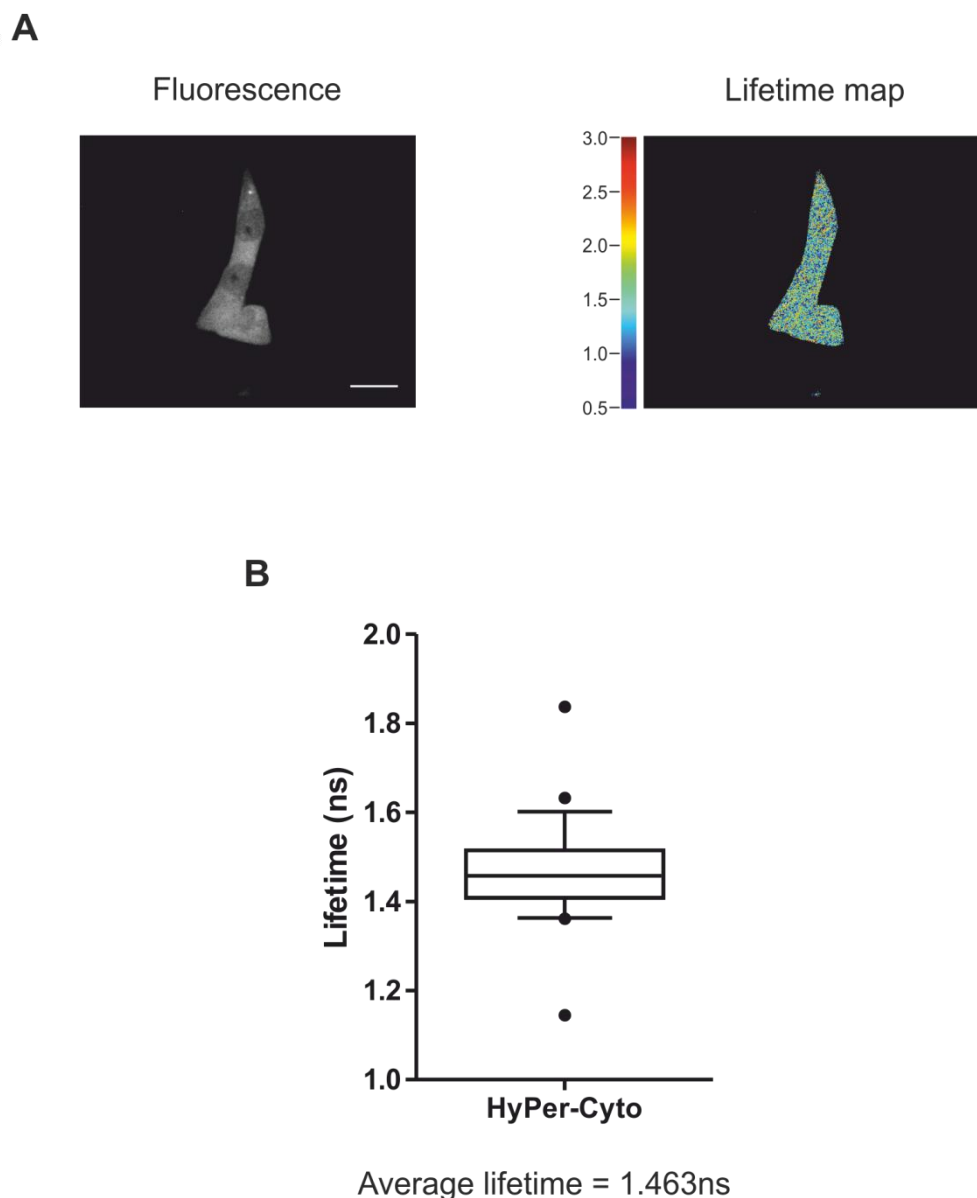 A
Fluorescence
Lifetime map
3.0
2.5
2.0
1.5
1.0
0.5
B
Lifetime (ns)
2.0
1.8
1.6
1.4
1.2
1.0
HyPer-Cyto
Average lifetime = 1.463ns